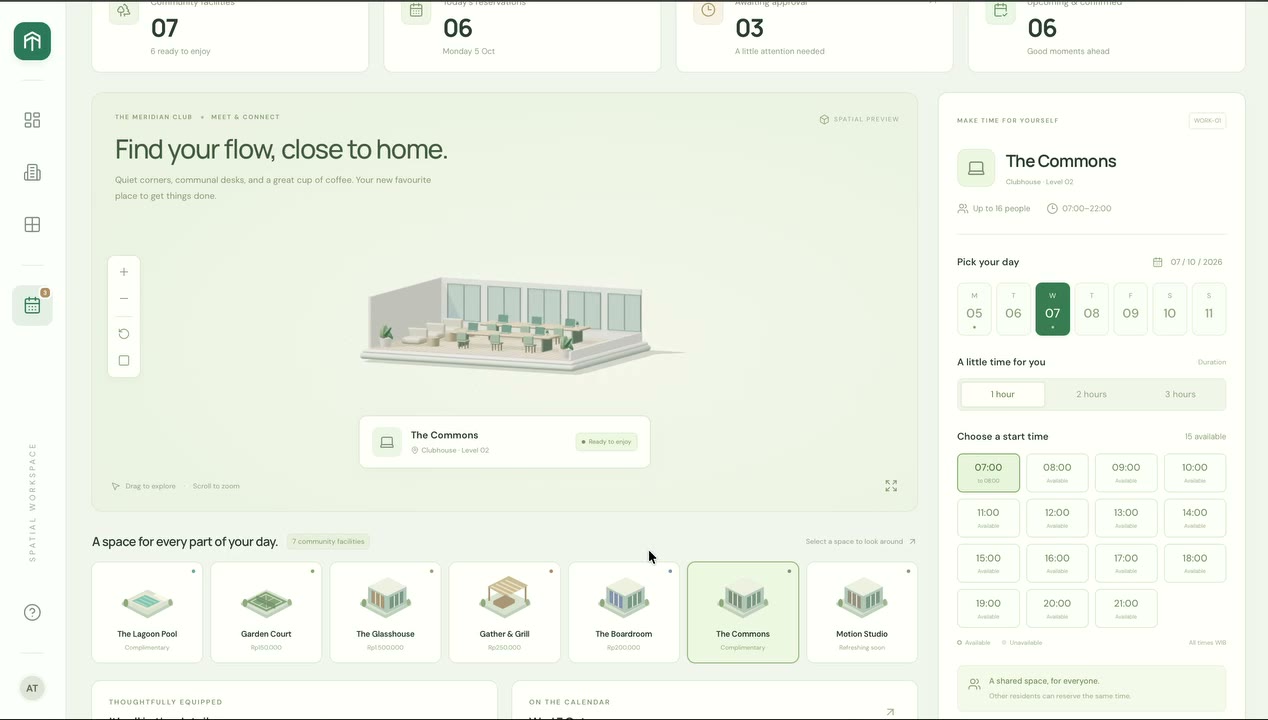 Community facilities
07
6 ready to enjoy
Today's reservations
06
Monday 5 Oct
Awaiting approval
03
A little attention needed
Upcoming & confirmed
06
Good moments ahead
3
SPATIAL WORKSPACE
AT
THE MERIDIAN CLUB • MEET & CONNECT
SPATIAL PREVIEW
Find your flow, close to home.
Quiet corners, communal desks, and a great cup of coffee. Your new favourite
place to get things done.
The Commons
Clubhouse · Level 02
Ready to enjoy
Drag to explore · Scroll to zoom
A space for every part of your day.
7 community facilities
Select a space to look around
The Lagoon Pool
Complimentary
Garden Court
Rp150.000
The Glasshouse
Rp1.500.000
Gather & Grill
Rp250.000
The Boardroom
Rp200.000
The Commons
Complimentary
Motion Studio
Refreshing soon
THOUGHTFULLY EQUIPPED
ON THE CALENDAR
MAKE TIME FOR YOURSELF
WORK-01
The Commons
Clubhouse · Level 02
Up to 16 people
07:00–22:00
Pick your day
07 / 10 / 2026
M T W T F S S
05 06 07 08 09 10 11
A little time for you
Duration
1 hour 2 hours 3 hours
Choose a start time
15 available
07:00 08:00 09:00 10:00
to 08:00 Available Available Available
11:00 12:00 13:00 14:00
Available Available Available Available
15:00 16:00 17:00 18:00
Available Available Available Available
19:00 20:00 21:00
Available Available Available
Available Unavailable
All times WIB
A shared space, for everyone.
Other residents can reserve the same time.